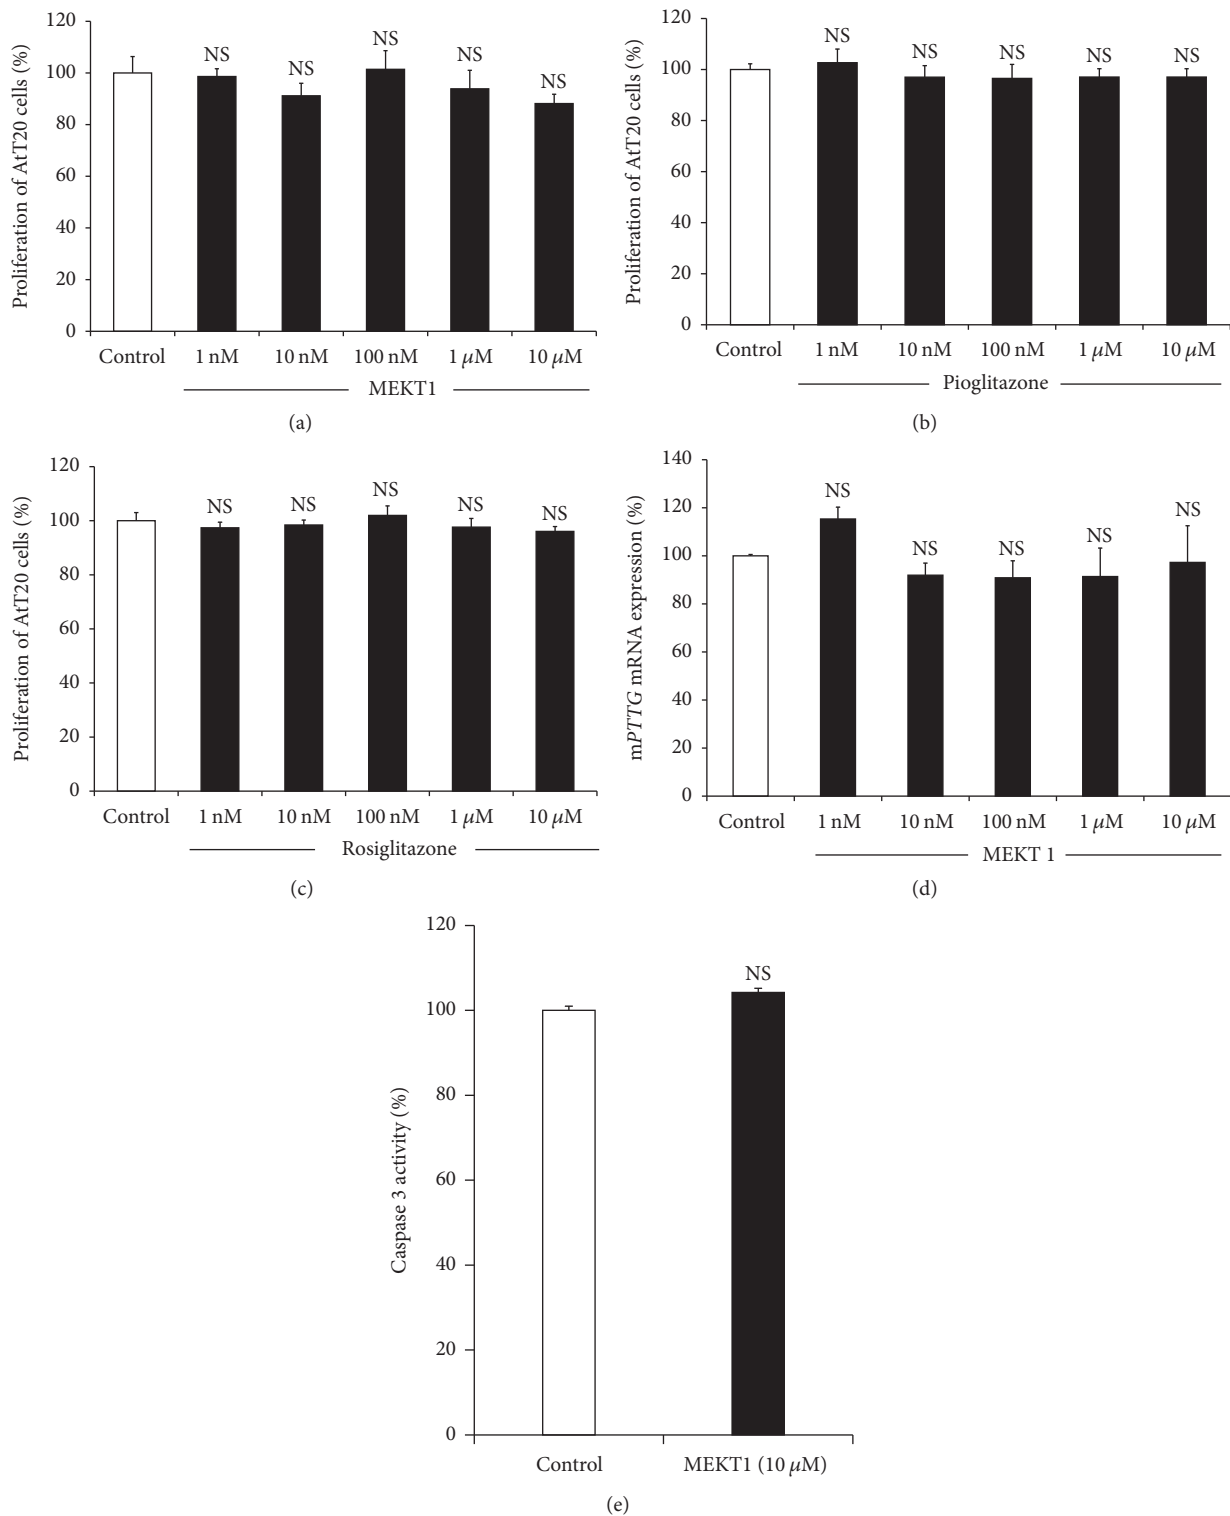 120
100
80
60
40
20
0
Proliferation of AtT20 cells (%)
NS NS NS NS NS
Control 1 nM 10 nM 100 nM 1 μM 10 μM
MEKT1
(a)
120
100
80
60
40
20
0
Proliferation of AtT20 cells (%)
NS NS NS NS NS
Control 1 nM 10 nM 100 nM 1 μM 10 μM
Pioglitazone
(b)
120
100
80
60
40
20
0
Proliferation of AtT20 cells (%)
NS NS NS NS NS
Control 1 nM 10 nM 100 nM 1 μM 10 μM
Rosiglitazone
(c)
140
120
100
80
60
40
20
0
mPTTG mRNA expression (%)
NS NS NS NS NS
Control 1 nM 10 nM 100 nM 1 μM 10 μM
MEKT 1
(d)
120
100
80
60
40
20
0
Caspase 3 activity (%)
NS
Control MEKT1 (10 μM)
(e)